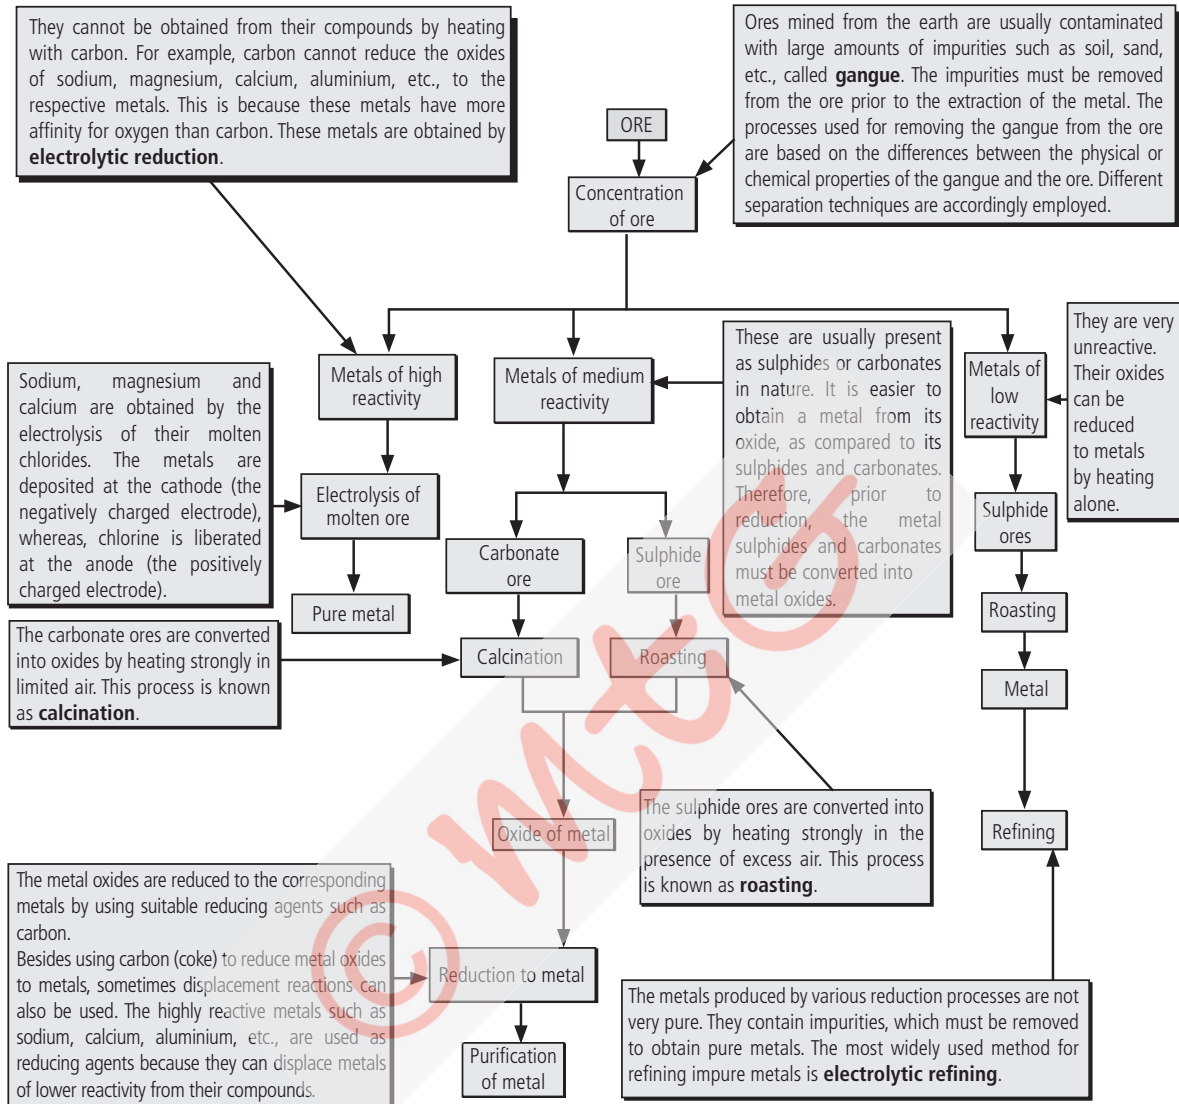 They cannot be obtained from their compounds by heating
with carbon. For example, carbon cannot reduce the oxides
of sodium, magnesium, calcium, aluminium, etc., to the
respective metals. This is because these metals have more
affinity for oxygen than carbon. These metals are obtained by
electrolytic reduction.
Ores mined from the earth are usually contaminated
with large amounts of impurities such as soil, sand,
etc., called gangue. The impurities must be removed
from the ore prior to the extraction of the metal. The
processes used for removing the gangue from the ore
are based on the differences between the physical or
chemical properties of the gangue and the ore. Different
separation techniques are accordingly employed.
ORE
Concentration
of ore
Metals of high
reactivity
Metals of medium
reactivity
These are usually present
as sulphides or carbonates
in nature. It is easier to
obtain a metal from its
oxide, as compared to its
sulphides and carbonates.
Therefore, prior to
reduction, the metal
sulphides and carbonates
must be converted into
metal oxides.
Metals of
low
reactivity
They are very
unreactive.
Their oxides
can be
reduced
to metals
by heating
alone.
Sodium, magnesium and
calcium are obtained by the
electrolysis of their molten
chlorides. The metals are
deposited at the cathode (the
negatively charged electrode),
whereas, chlorine is liberated
at the anode (the positively
charged electrode).
Electrolysis of
molten ore
Pure metal
Carbonate
ore
Sulphide
ore
Sulphide
ores
Roasting
Metal
Refining
The carbonate ores are converted
into oxides by heating strongly in
limited air. This process is known
as calcination.
Calcination
Roasting
Oxide of metal
The sulphide ores are converted into
oxides by heating strongly in the
presence of excess air. This process
is known as roasting.
The metal oxides are reduced to the corresponding
metals by using suitable reducing agents such as
carbon.
Besides using carbon (coke) to reduce metal oxides
to metals, sometimes displacement reactions can
also be used. The highly reactive metals such as
sodium, calcium, aluminium, etc., are used as
reducing agents because they can displace metals
of lower reactivity from their compounds.
Reduction to metal
Purification
of metal
The metals produced by various reduction processes are not
very pure. They contain impurities, which must be removed
to obtain pure metals. The most widely used method for
refining impure metals is electrolytic refining.
© mtG